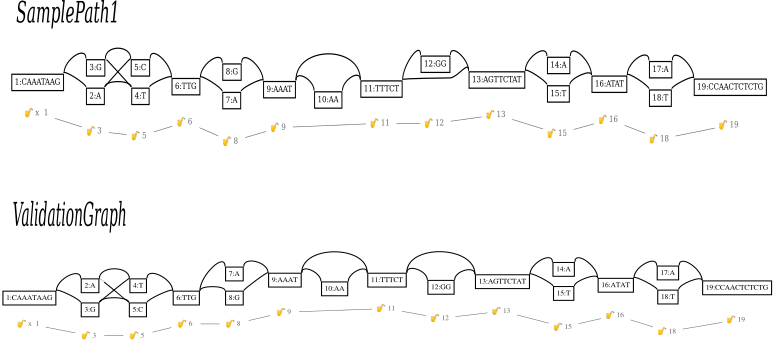 SamplePath1
3:G 5:C 8:G 12:GG 14:A 17:A
1:CAAATAAG 2:A 4:T 6:TTG 7:A 9:AAAT 10:AA 11:TTTCT 13:AGTTCTAT 15:T 16:ATAT 18:T 19:CCAACTCTCTG
x 1 3 5 6 8 9 11 12 13 15 16 18 19
ValidationGraph
2:A 4:T 7:A 14:A 17:A
1:CAAATAAG 3:G 5:C 6:TTG 8:G 9:AAAT 10:AA 11:TTTCT 12:GG 13:AGTTCTAT 15:T 16:ATAT 18:T 19:CCAACTCTCTG
x 1 3 5 6 8 9 11 12 13 15 16 18 19